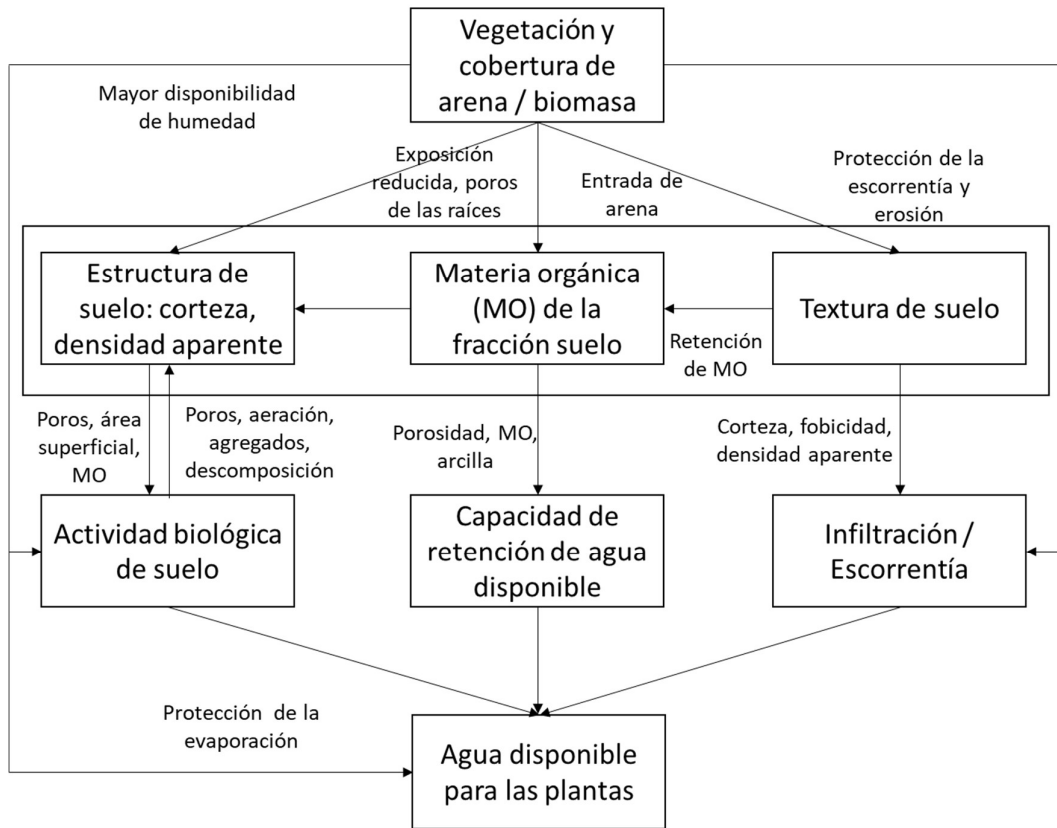 Vegetación y
cobertura de
arena / biomasa
Mayor disponibilidad
de humedad
Exposición
reducida, poros
de las raíces
Entrada de
arena
Protección de la
escorrentía y
erosión
Estructura de
suelo: corteza,
densidad aparente
Materia orgánica
(MO) de la
fracción suelo
Textura de suelo
Retención
de MO
Poros, área
superficial,
MO
Poros, aeración,
agregados,
descomposición
Porosidad, MO,
arcilla
Corteza, fobicidad,
densidad aparente
Actividad biológica
de suelo
Capacidad de
retención de agua
disponible
Infiltración /
Escorrentía
Protección de la
evaporación
Agua disponible
para las plantas